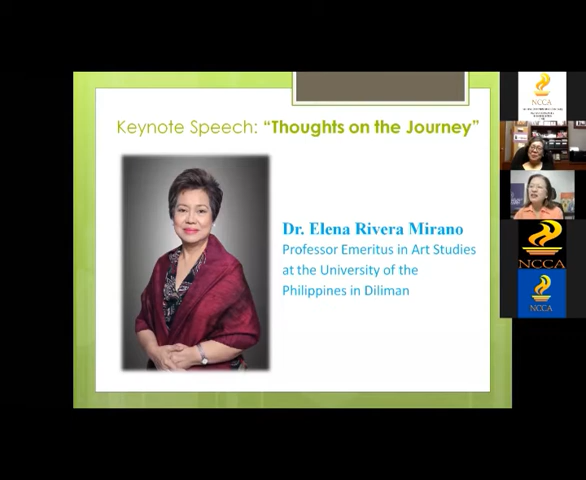 Keynote Speech: "Thoughts on the Journey"
Dr. Elena Rivera Mirano
Professor Emeritus in Art Studies
at the University of the
Philippines in Diliman
NCCA
NCCA
NCCA